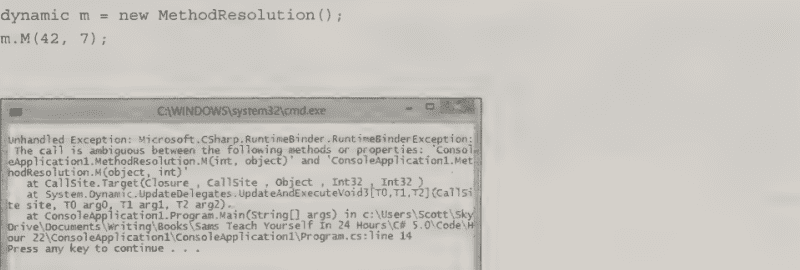 dynamic m = new MethodResolution();
m.M(42, 7);
C:\WINDOWS\system32\cmd.exe
Unhandled Exception: Microsoft.CSharp.RuntimeBinder.RuntimeBinderException:
The call is ambiguous between the following methods or properties: 'Consol
eApplication1.MethodResolution.M(int, object)' and 'ConsoleApplication1.Met
hodResolution.M(object, int)'
at CallSite.Target(Closure , CallSite , Object , Int32 , Int32 )
at System.Dynamic.UpdateDelegates.UpdateAndExecuteVoid3[T0,T1,T2](CallSi
te site, T0 arg0, T1 arg1, T2 arg2)
at ConsoleApplication1.Program.Main(String[] args) in c:\Users\Scott\Sky
Drive\Documents\Writing\Books\Sams Teach Yourself In 24 Hours\C# 5.0\Code\H
our 22\ConsoleApplication1\ConsoleApplication1\Program.cs:line 14
Press any key to continue . . .